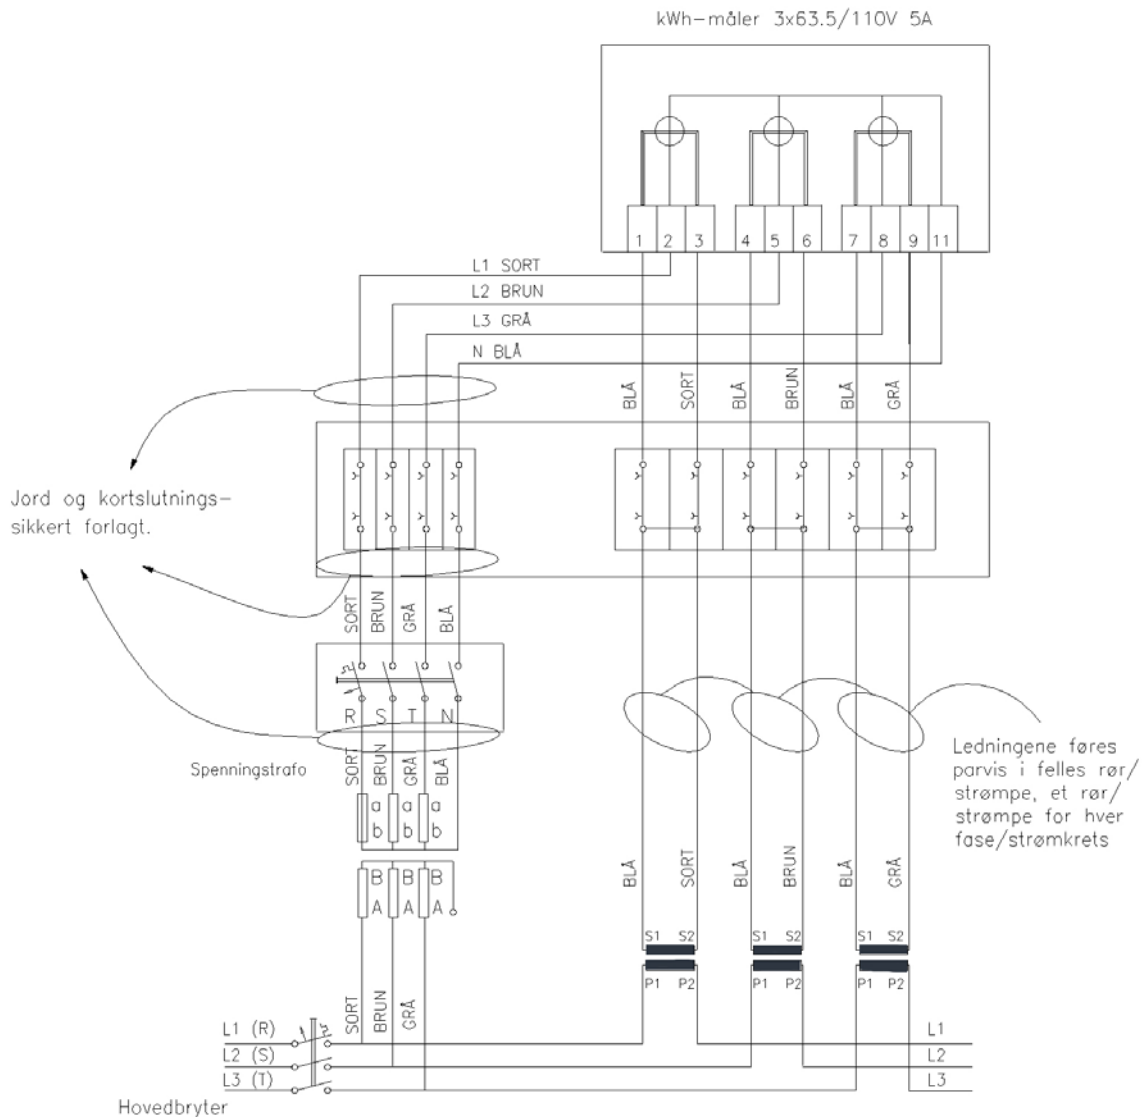 kWh-måler 3x63.5/110V 5A
1 2 3 4 5 6 7 8 9 11
L1 SORT
L2 BRUN
L3 GRÅ
N BLÅ
BLÅ SORT BLÅ BRUN BLÅ GRÅ
Jord og kortslutnings-
sikkert forlagt.
SORT BRUN GRÅ BLÅ
R S T N
Spenningstrafo
SORT BRUN GRÅ BLÅ
a a a
b b b
B B B
A A A
Ledningene føres
parvis i felles rør/
strømpe, et rør/
strømpe for hver
fase/strømkrets
BLÅ SORT BLÅ BRUN BLÅ GRÅ
S1 S2 S1 S2 S1 S2
P1 P2 P1 P2 P1 P2
SORT BRUN GRÅ
L1 (R)
L2 (S)
L3 (T)
L1
L2
L3
Hovedbryter